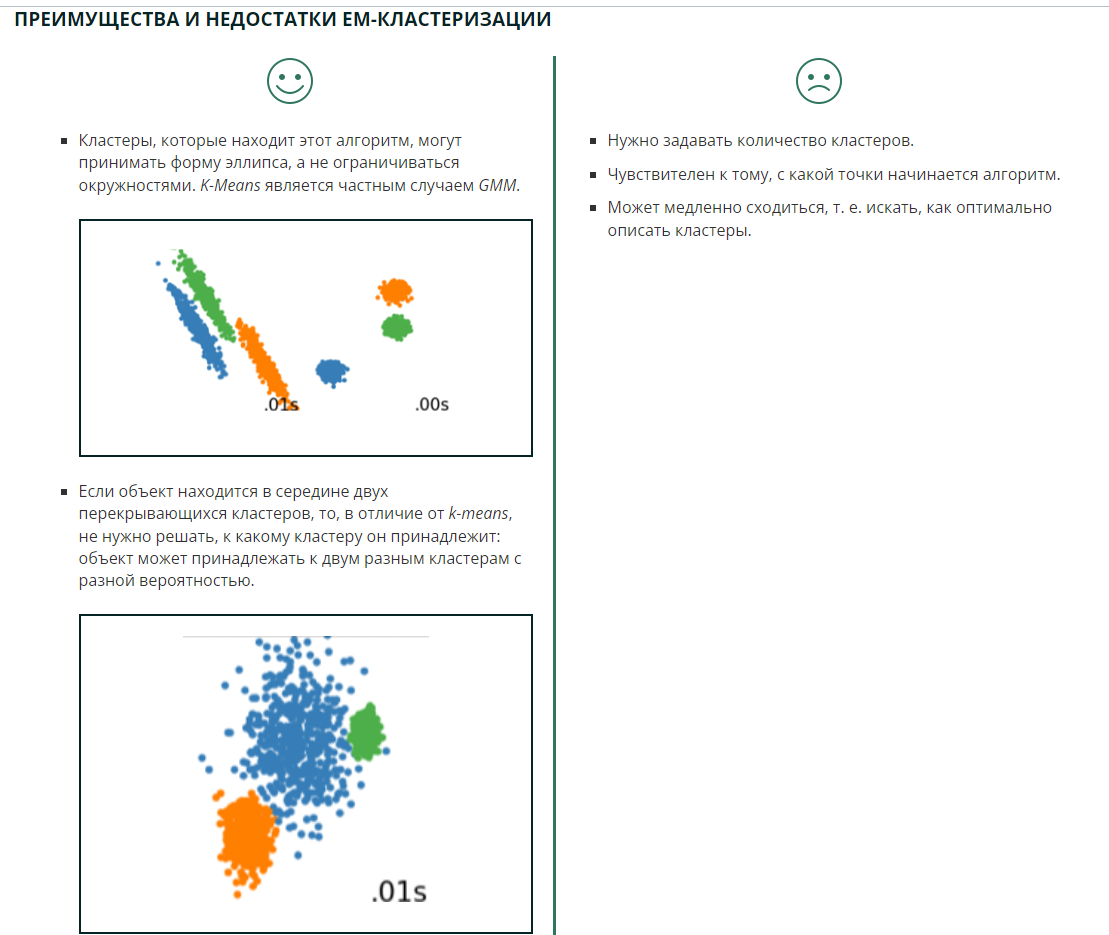 ПРЕИМУЩЕСТВА И НЕДОСТАТКИ EM-КЛАСТЕРИЗАЦИИ
Кластеры, которые находит этот алгоритм, могут
принимать форму эллипса, а не ограничиваться
окружностями. K-Means является частным случаем GMM.
.01s
.00s
Если объект находится в середине двух
перекрывающихся кластеров, то, в отличие от k-means,
не нужно решать, к какому кластеру он принадлежит:
объект может принадлежать к двум разным кластерам с
разной вероятностью.
.01s
Нужно задавать количество кластеров.
Чувствителен к тому, с какой точки начинается алгоритм.
Может медленно сходиться, т. е. искать, как оптимально
описать кластеры.